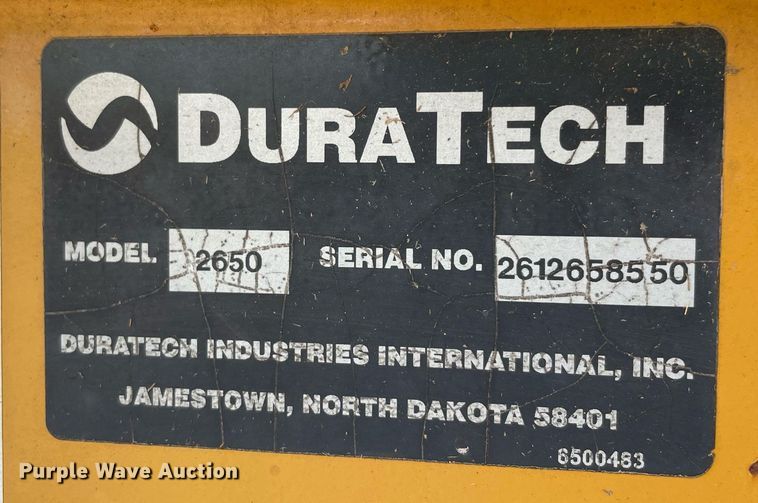 DURATECH
MODEL 2650 SERIAL NO. 2612658550
DURATECH INDUSTRIES INTERNATIONAL, INC.
JAMESTOWN, NORTH DAKOTA 58401
6500483
Purple Wave Auction